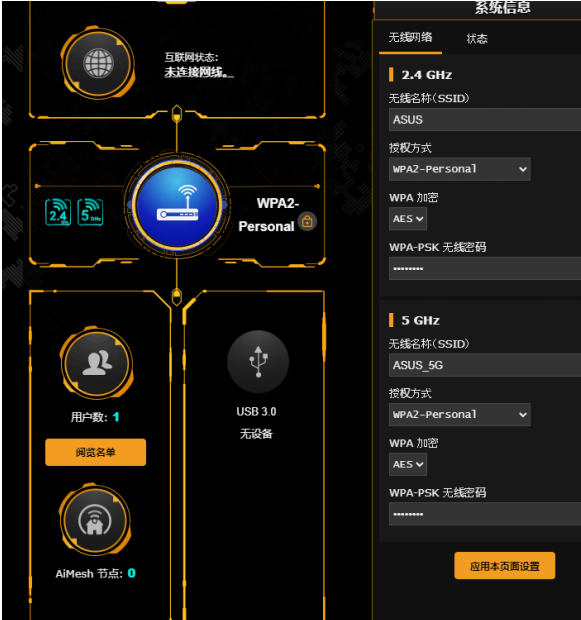 系统信息
无线网络
状态
互联网状态:
未连接网线。
2.4 GHz
无线名称(SSID)
ASUS
授权方式
WPA2-Personal
WPA 加密
AES
WPA-PSK 无线密码
••••••••
2.4
GHz
5 GHz
WPA2-
Personal
5 GHz
无线名称(SSID)
ASUS_5G
授权方式
WPA2-Personal
WPA 加密
AES
WPA-PSK 无线密码
••••••••
应用本页面设置
用户数: 1
阅览名单
USB 3.0
无设备
AiMesh 节点: 0